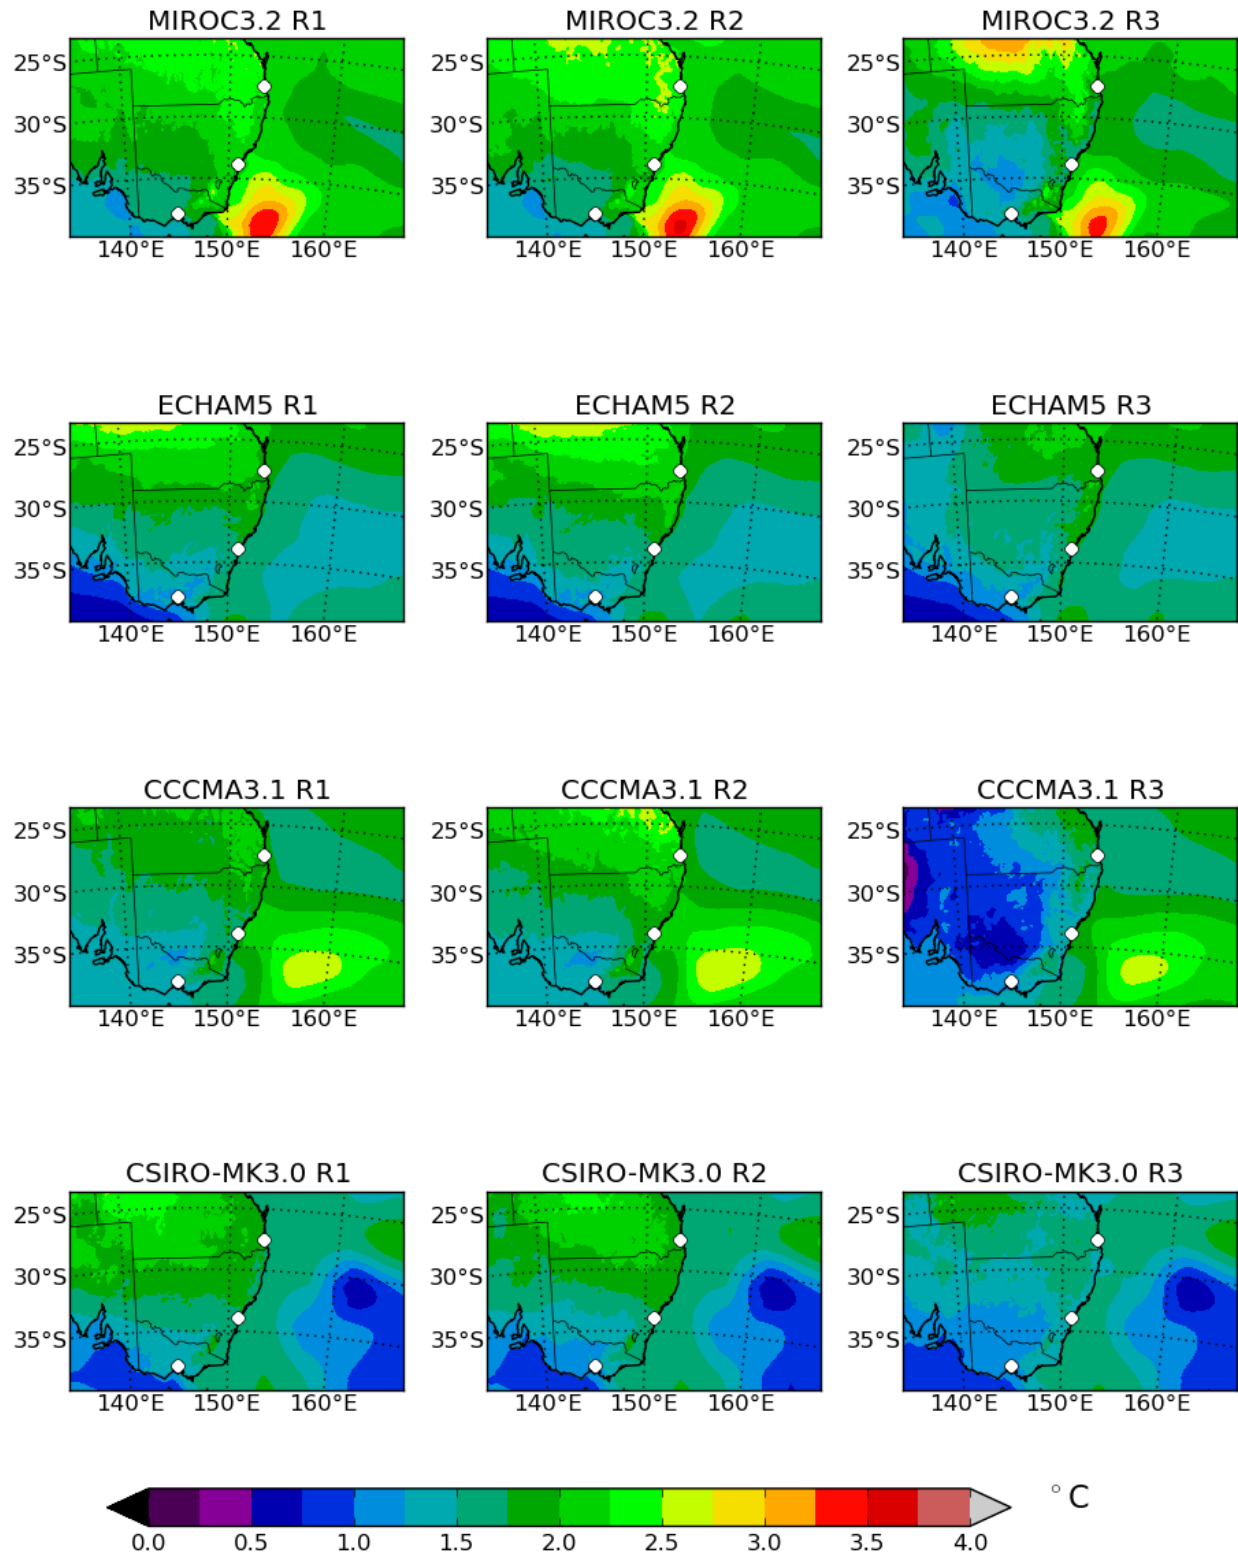 MIROC3.2 R1 MIROC3.2 R2 MIROC3.2 R3
25°S 25°S 25°S
30°S 30°S 30°S
35°S 35°S 35°S
140°E 150°E 160°E 140°E 150°E 160°E 140°E 150°E 160°E
ECHAM5 R1 ECHAM5 R2 ECHAM5 R3
25°S 25°S 25°S
30°S 30°S 30°S
35°S 35°S 35°S
140°E 150°E 160°E 140°E 150°E 160°E 140°E 150°E 160°E
CCCMA3.1 R1 CCCMA3.1 R2 CCCMA3.1 R3
25°S 25°S 25°S
30°S 30°S 30°S
35°S 35°S 35°S
140°E 150°E 160°E 140°E 150°E 160°E 140°E 150°E 160°E
CSIRO-MK3.0 R1 CSIRO-MK3.0 R2 CSIRO-MK3.0 R3
25°S 25°S 25°S
30°S 30°S 30°S
35°S 35°S 35°S
140°E 150°E 160°E 140°E 150°E 160°E 140°E 150°E 160°E
°C
0.0 0.5 1.0 1.5 2.0 2.5 3.0 3.5 4.0